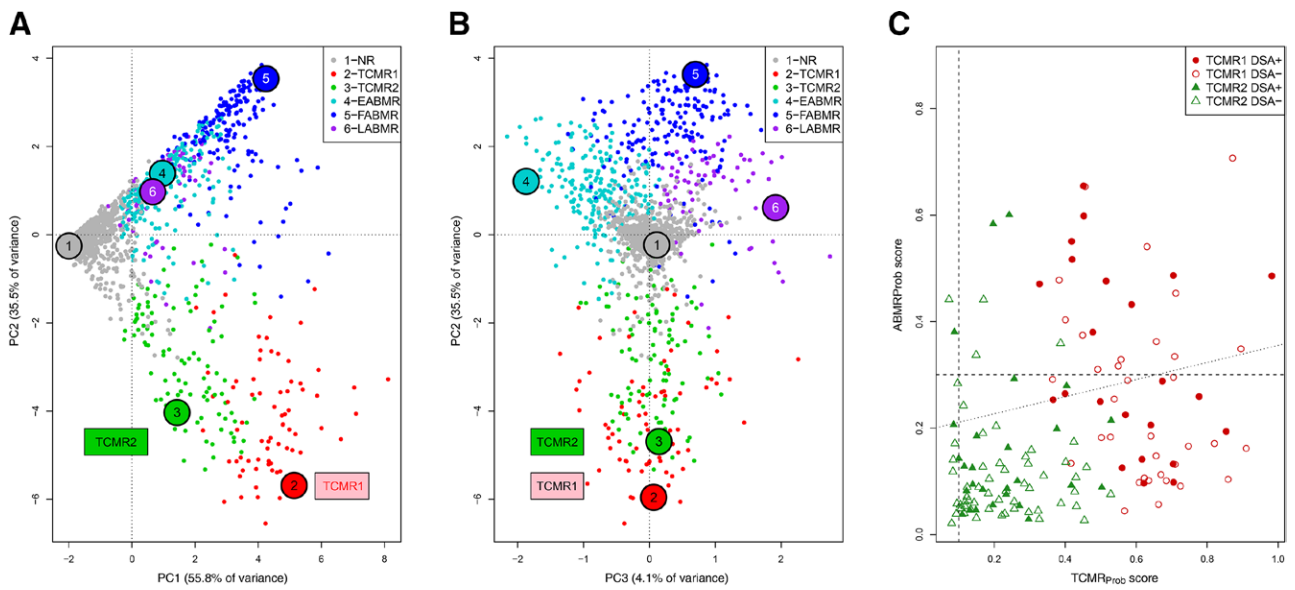 A
4
2
0
−2
−4
−6
PC2 (35.5% of variance)
1−NR
2−TCMR1
3−TCMR2
4−EABMR
5−FABMR
6−LABMR
5
4
6
1
3
2
TCMR2
TCMR1
−2
0
2
4
6
8
PC1 (55.8% of variance)
B
4
2
0
−2
−4
−6
PC2 (35.5% of variance)
1−NR
2−TCMR1
3−TCMR2
4−EABMR
5−FABMR
6−LABMR
5
4
6
1
3
2
TCMR2
TCMR1
−2
−1
0
1
2
PC3 (4.1% of variance)
C
0.8
0.6
0.4
0.2
0.0
ABMRProb score
TCMR1 DSA+
TCMR1 DSA−
TCMR2 DSA+
TCMR2 DSA−
0.2
0.4
0.6
0.8
1.0
TCMRProb score